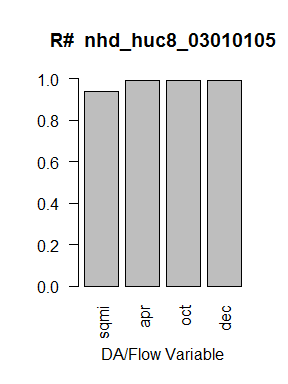 R#  nhd_huc8_03010105
1.0
0.8
0.6
0.4
0.2
0.0
sqmi
apr
oct
dec
DA/Flow Variable